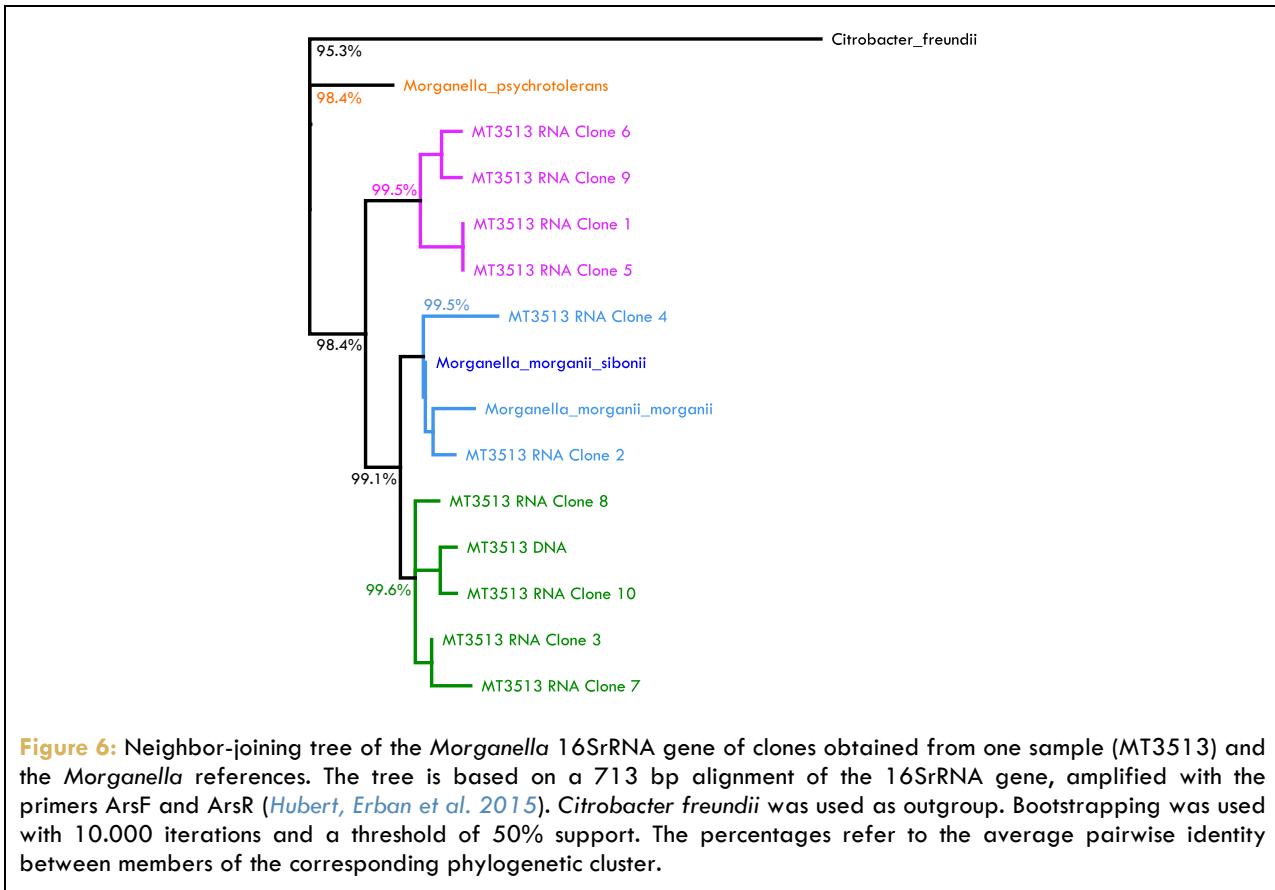 Citrobacter_freundii
95.3%
Morganella_psychrotolerans
98.4%
MT3513 RNA Clone 6
MT3513 RNA Clone 9
99.5%
MT3513 RNA Clone 1
MT3513 RNA Clone 5
99.5%
MT3513 RNA Clone 4
98.4%
Morganella_morganii_sibonii
Morganella_morganii_morganii
MT3513 RNA Clone 2
99.1%
MT3513 RNA Clone 8
MT3513 DNA
99.6%
MT3513 RNA Clone 10
MT3513 RNA Clone 3
MT3513 RNA Clone 7
Figure 6: Neighbor-joining tree of the Morganella 16SrRNA gene of clones obtained from one sample (MT3513) and
the Morganella references. The tree is based on a 713 bp alignment of the 16SrRNA gene, amplified with the
primers ArsF and ArsR (Hubert, Erban et al. 2015). Citrobacter freundii was used as outgroup. Bootstrapping was used
with 10.000 iterations and a threshold of 50% support. The percentages refer to the average pairwise identity
between members of the corresponding phylogenetic cluster.